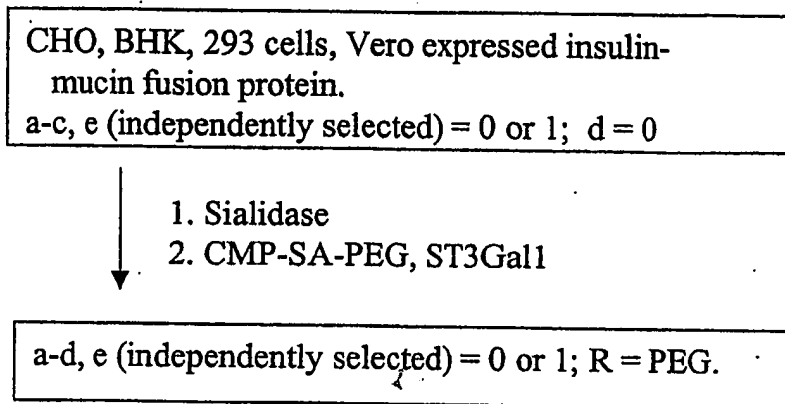 CHO, BHK, 293 cells, Vero expressed insulin-
mucin fusion protein.
a-c, e (independently selected) = 0 or 1; d = 0
1. Sialidase
2. CMP-SA-PEG, ST3Gal1
a-d, e (independently selected) = 0 or 1; R = PEG.